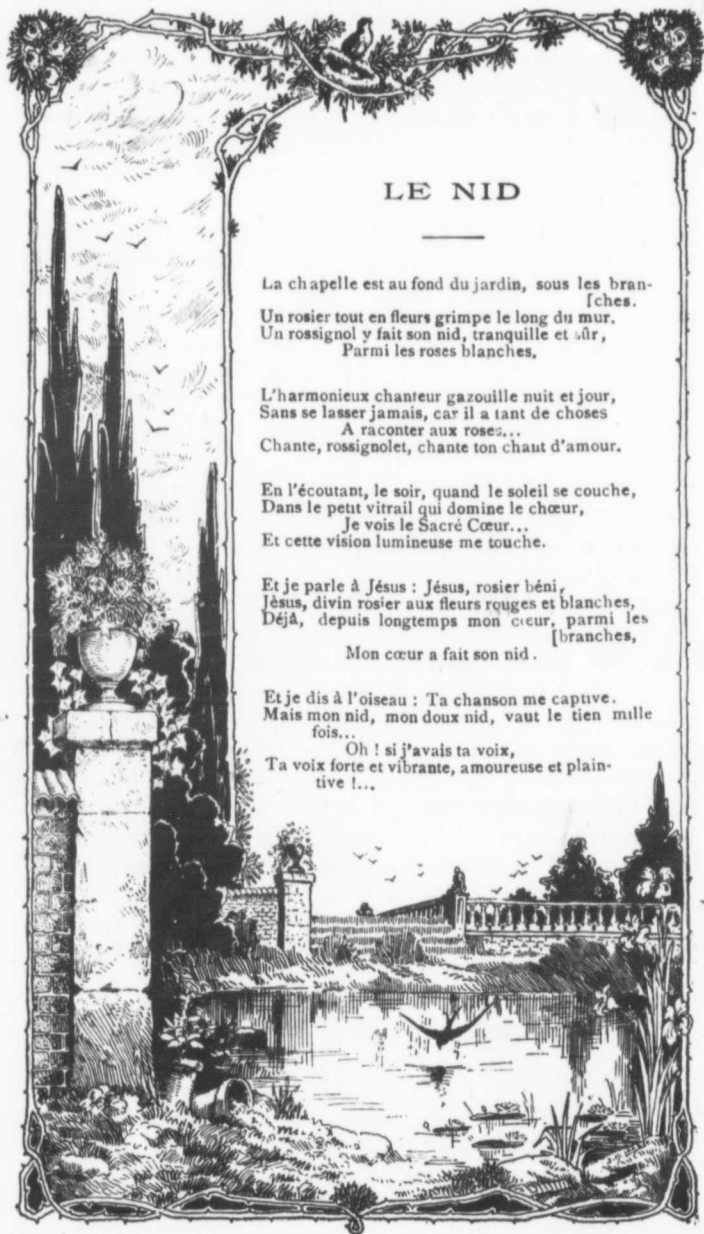 LE NID
La chapelle est au fond du jardin, sous les bran-
[ches.
Un rosier tout en fleurs grimpe le long du mur.
Un rossignol y fait son nid, tranquille et sûr,
Parmi les roses blanches.
L'harmonieux chanteur gazouille nuit et jour,
Sans se lasser jamais, car il a tant de choses
A raconter aux roses...
Chante, rossignolet, chante ton chant d'amour.
En l'écoutant, le soir, quand le soleil se couche,
Dans le petit vitrail qui domine le chœur,
Je vois le Sacré Cœur...
Et cette vision lumineuse me touche.
Et je parle à Jésus : Jésus, rosier béni,
Jèsus, divin rosier aux fleurs rouges et blanches,
Déjà, depuis longtemps mon cœur, parmi les
[branches,
Mon cœur a fait son nid.
Et je dis à l'oiseau : Ta chanson me captive.
Mais mon nid, mon doux nid, vaut le tien mille
fois...
Oh ! si j'avais ta voix,
Ta voix forte et vibrante, amoureuse et plain-
tive !...